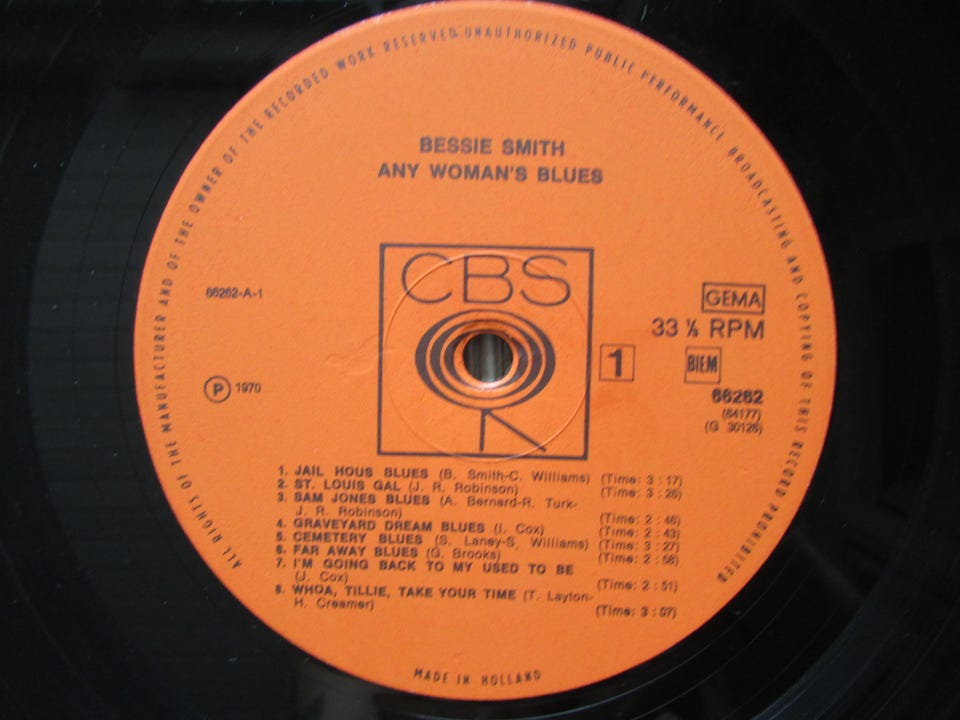 ALL RIGHTS OF THE MANUFACTURER AND OF THE OWNER OF THE RECORDED WORK RESERVED. UNAUTHORIZED PUBLIC PERFORMANCE BROADCASTING AND COPYING OF THIS RECORD PROHIBITED
BESSIE SMITH
ANY WOMAN'S BLUES
CBS
66262-A-1
GEMA
33 ⅓ RPM
1
BIEM
Ⓟ 1970
66262
(64177)
(G 30126)
1. JAIL HOUS BLUES (B. Smith-C. Williams) (Time: 3 : 17)
2. ST. LOUIS GAL (J. R. Robinson) (Time: 3 : 26)
3. SAM JONES BLUES (A. Bernard-R. Turk-
J. R. Robinson) (Time: 2 : 46)
4. GRAVEYARD DREAM BLUES (I. Cox) (Time: 2 : 43)
5. CEMETERY BLUES (S. Laney-S. Williams) (Time: 3 : 27)
6. FAR AWAY BLUES (G. Brooks) (Time: 2 : 56)
7. I'M GOING BACK TO MY USED TO BE
(J. Cox) (Time: 2 : 51)
8. WHOA, TILLIE, TAKE YOUR TIME (T. Layton-
H. Creamer) (Time: 3 : 07)
MADE IN HOLLAND